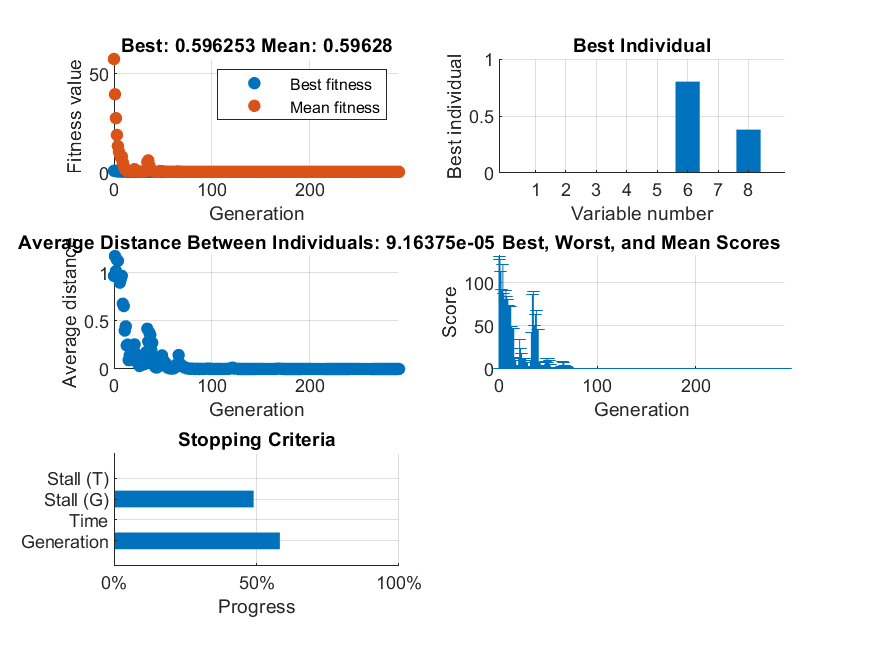 Best: 0.596253 Mean: 0.59628
Fitness value
50
0
Best fitness
Mean fitness
0 100 200
Generation
Best Individual
Best individual
1
0.5
0
1 2 3 4 5 6 7 8
Variable number
Average Distance Between Individuals: 9.16375e-05
Average distance
1
0.5
0
0 100 200
Generation
Best, Worst, and Mean Scores
Score
100
50
0
0 100 200
Generation
Stopping Criteria
Stall (T)
Stall (G)
Time
Generation
0% 50% 100%
Progress